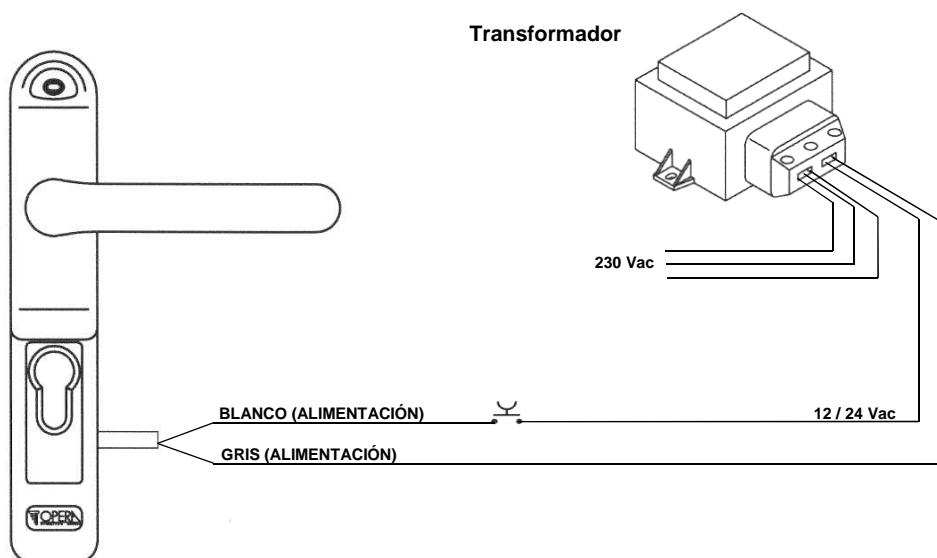 Transformador
230 Vac
BLANCO (ALIMENTACIÓN)
12 / 24 Vac
GRIS (ALIMENTACIÓN)
OPERA